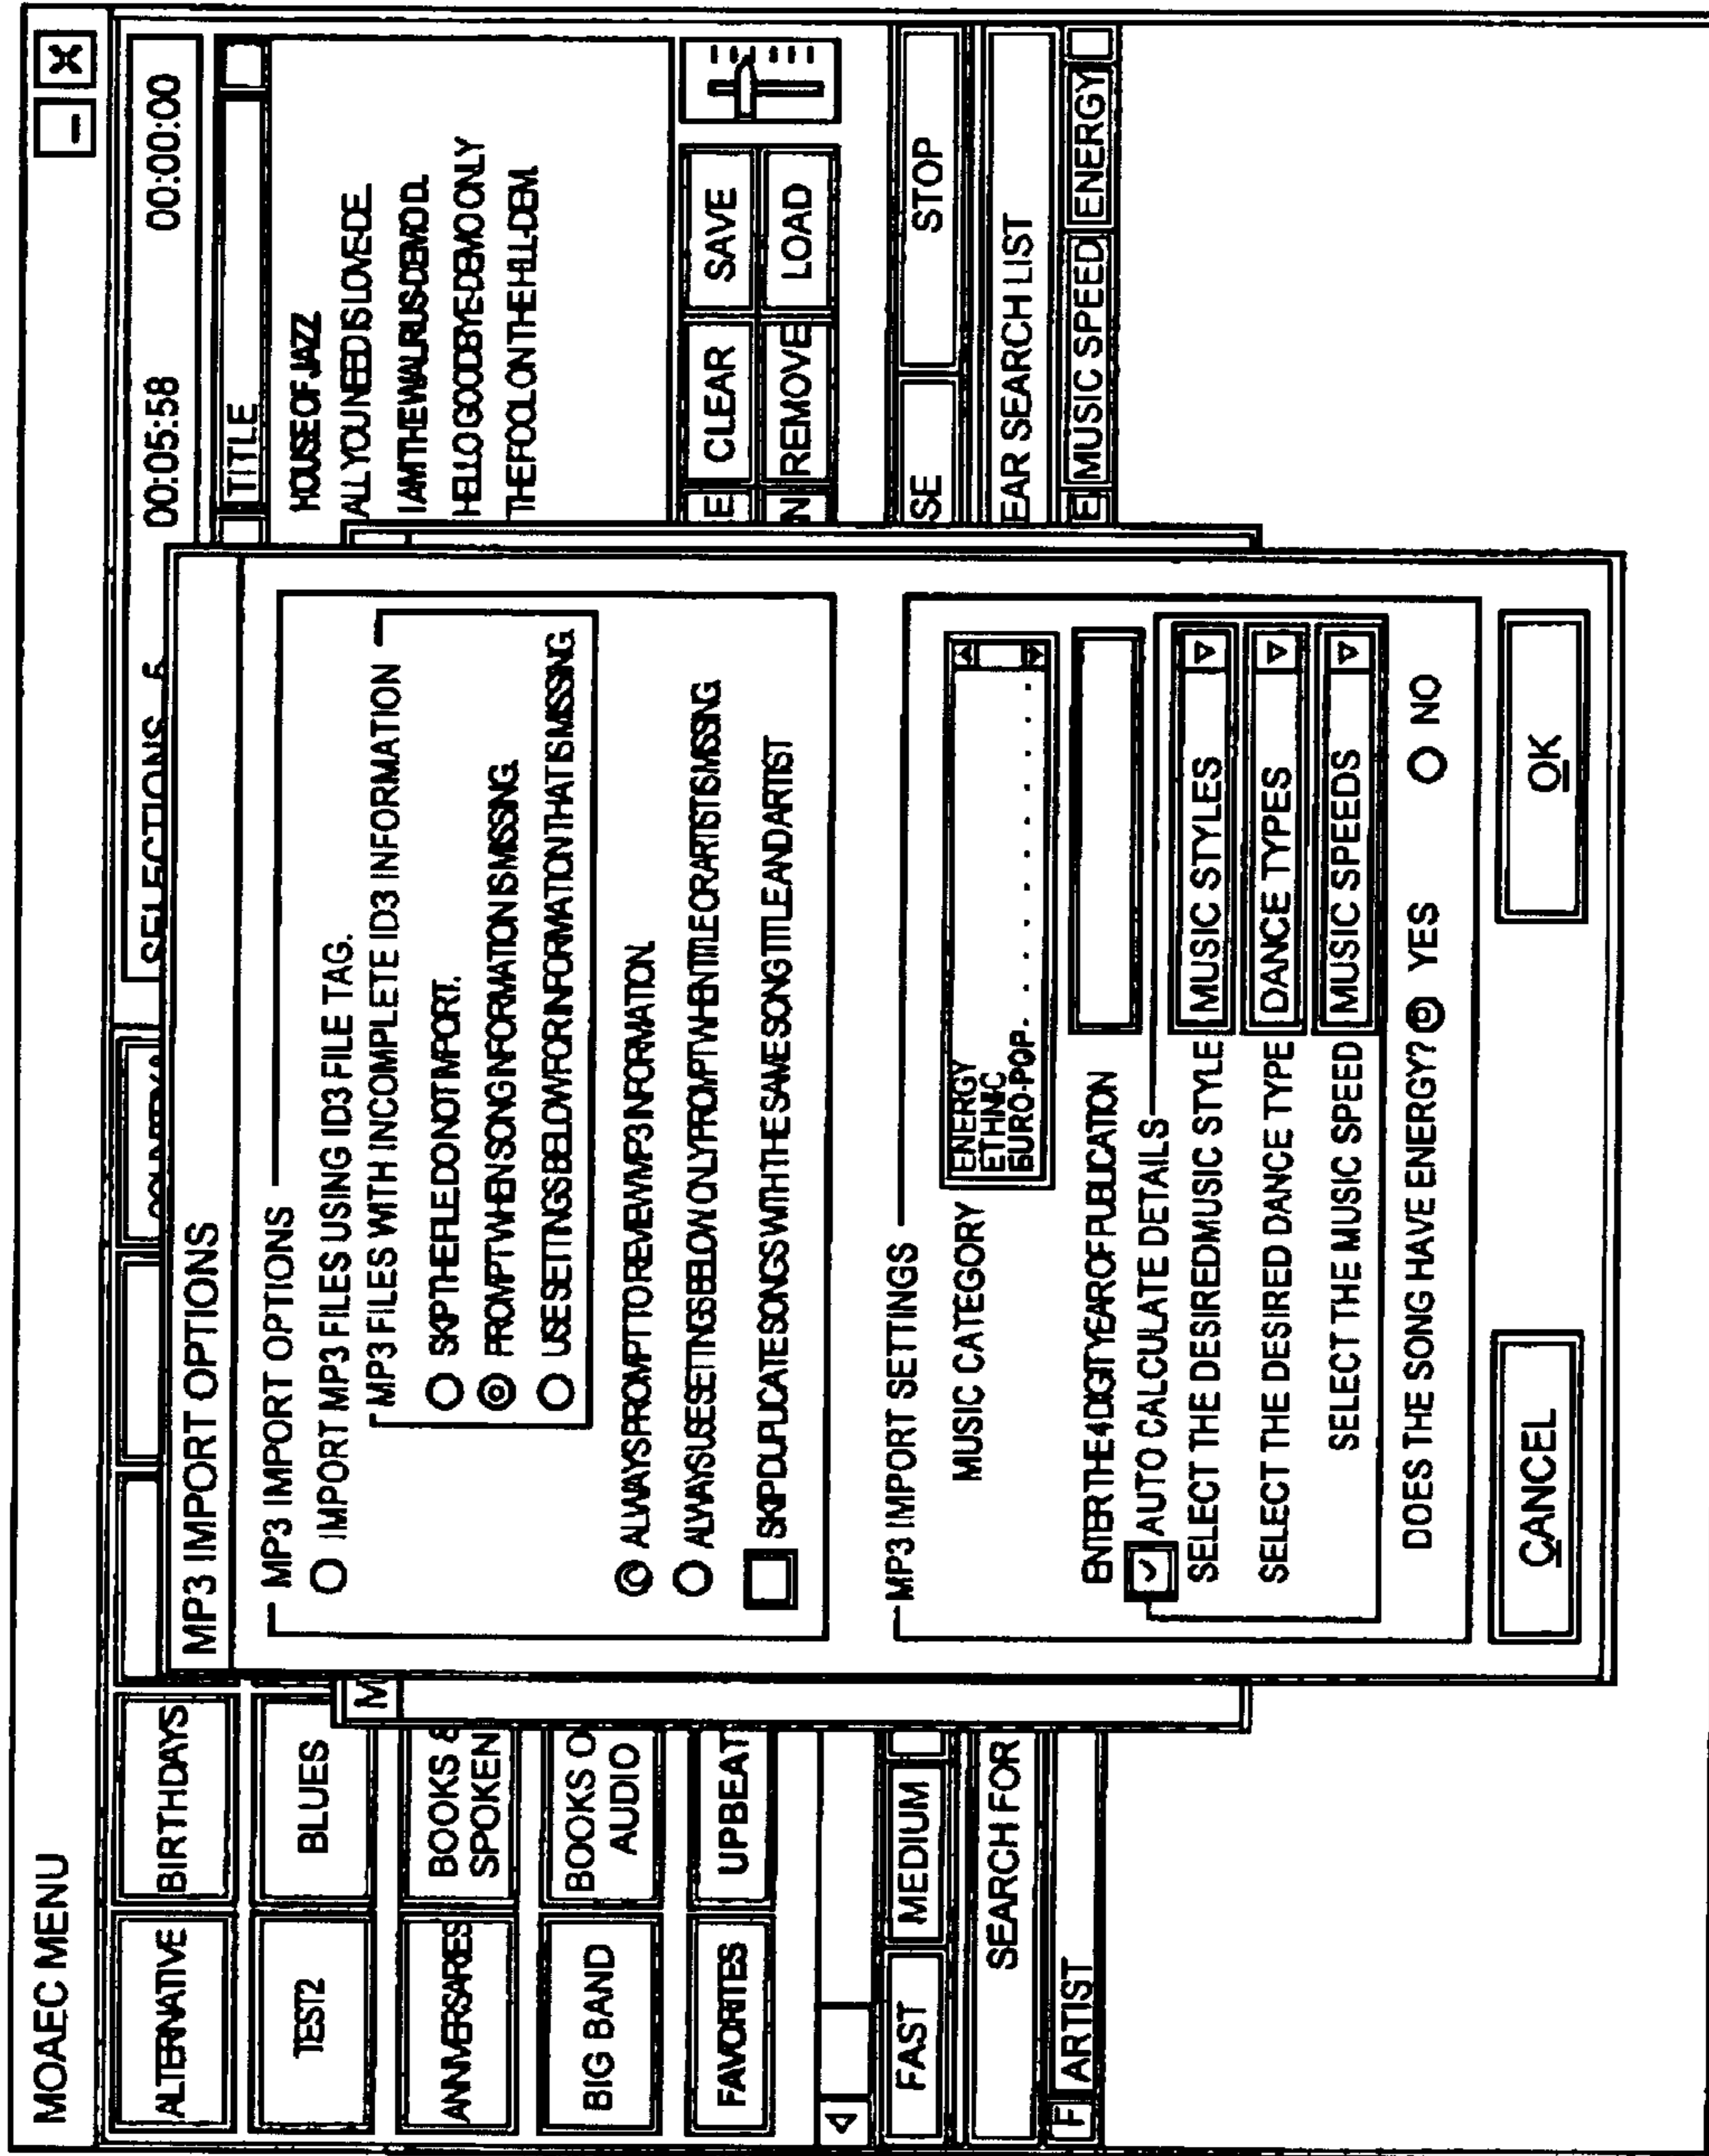 MOAEC MENU
ALTERNATIVE
BIRTHDAYS
SELECTIONS 5
00:05:58
00:00:00
TEST2
BLUES
TITLE
ANNIVERSARIES
BOOKS &
SPOKEN
M
HOUSE OF JAZZ
ALL YOU NEED IS LOVE-DE
I AM THE WALRUS-DEMO D.
HELLO GOODBYE-DEMO ONLY
THE FOOL ON THE HILL-DEM.
BIG BAND
BOOKS O
AUDIO
FAVORITES
UPBEAT
E
CLEAR
SAVE
N
REMOVE
LOAD
FAST
MEDIUM
SE
STOP
SEARCH FOR
EAR SEARCH LIST
F
ARTIST
E
MUSIC SPEED
ENERGY
MP3 IMPORT OPTIONS
MP3 IMPORT OPTIONS
IMPORT MP3 FILES USING ID3 FILE TAG.
MP3 FILES WITH INCOMPLETE ID3 INFORMATION
SKIP THE FILE DO NOT IMPORT.
PROMPT WHEN SONG INFORMATION IS MISSING.
USE SETTINGS BELOW FOR INFORMATION THAT IS MISSING.
ALWAYS PROMPT TO REVIEW MP3 INFORMATION.
ALWAYS USE SETTINGS BELOW ONLY PROMPT WHEN TITLE OR ARTIST IS MISSING.
SKIP DUPLICATE SONGS WITH THE SAME SONG TITLE AND ARTIST
MP3 IMPORT SETTINGS
MUSIC CATEGORY
ENERGY
ETHNIC
EURO-POP. . . . . . . . . . .
ENTER THE 4 DIGIT YEAR OF PUBLICATION
AUTO CALCULATE DETAILS
SELECT THE DESIRED MUSIC STYLE
MUSIC STYLES
SELECT THE DESIRED DANCE TYPE
DANCE TYPES
SELECT THE MUSIC SPEED
MUSIC SPEEDS
DOES THE SONG HAVE ENERGY? YES NO
CANCEL
OK